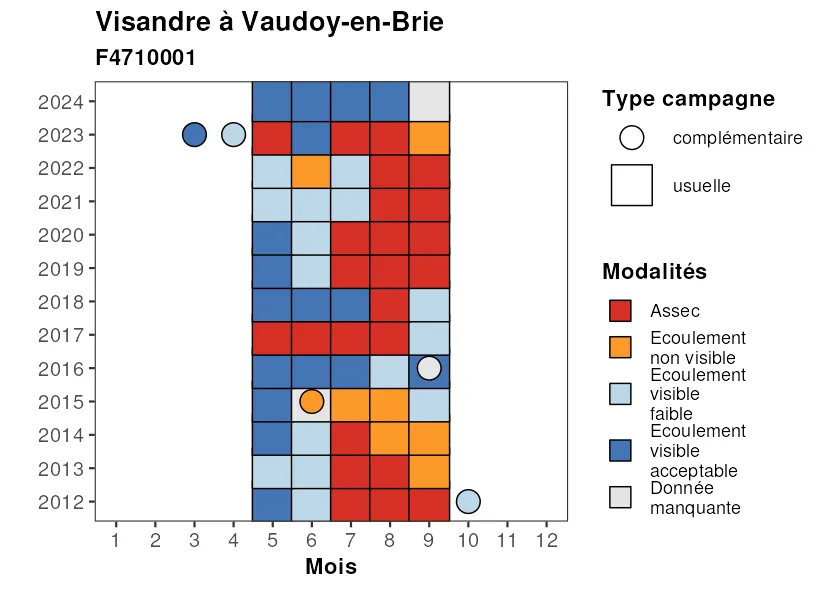 Visandre à Vaudoy-en-Brie
F4710001
2024
2023
2022
2021
2020
2019
2018
2017
2016
2015
2014
2013
2012
1 2 3 4 5 6 7 8 9 10 11 12
Mois
Type campagne
complémentaire
usuelle
Modalités
Assec
Ecoulement
non visible
Ecoulement
visible
faible
Ecoulement
visible
acceptable
Donnée
manquante